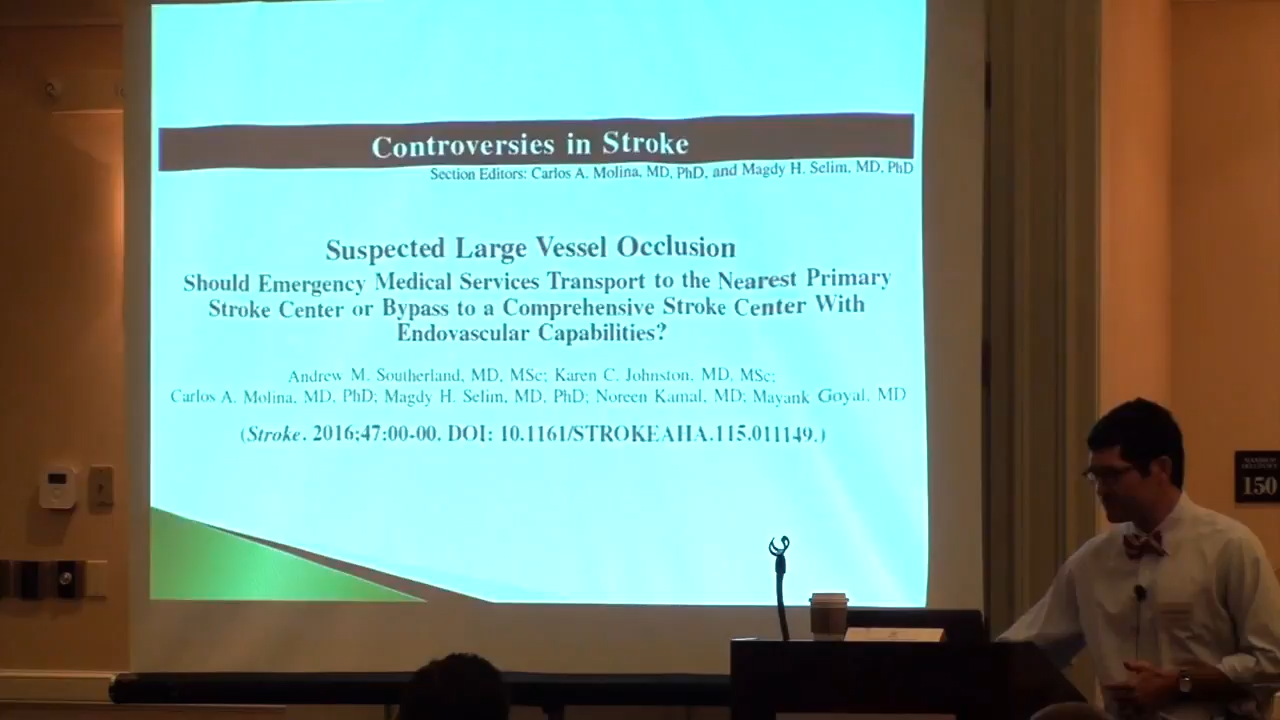 Controversies in Stroke
Section Editors: Carlos A. Molina, MD, PhD, and Magdy H. Selim, MD, PhD
Suspected Large Vessel Occlusion
Should Emergency Medical Services Transport to the Nearest Primary
Stroke Center or Bypass to a Comprehensive Stroke Center With
Endovascular Capabilities?
Andrew M. Southerland, MD, MSc; Karen C. Johnston, MD, MSc;
Carlos A. Molina, MD, PhD; Magdy H. Selim, MD, PhD; Noreen Kamal, MD; Mayank Goyal, MD
(Stroke. 2016;47:00-00. DOI: 10.1161/STROKEAHA.115.011149.)
150